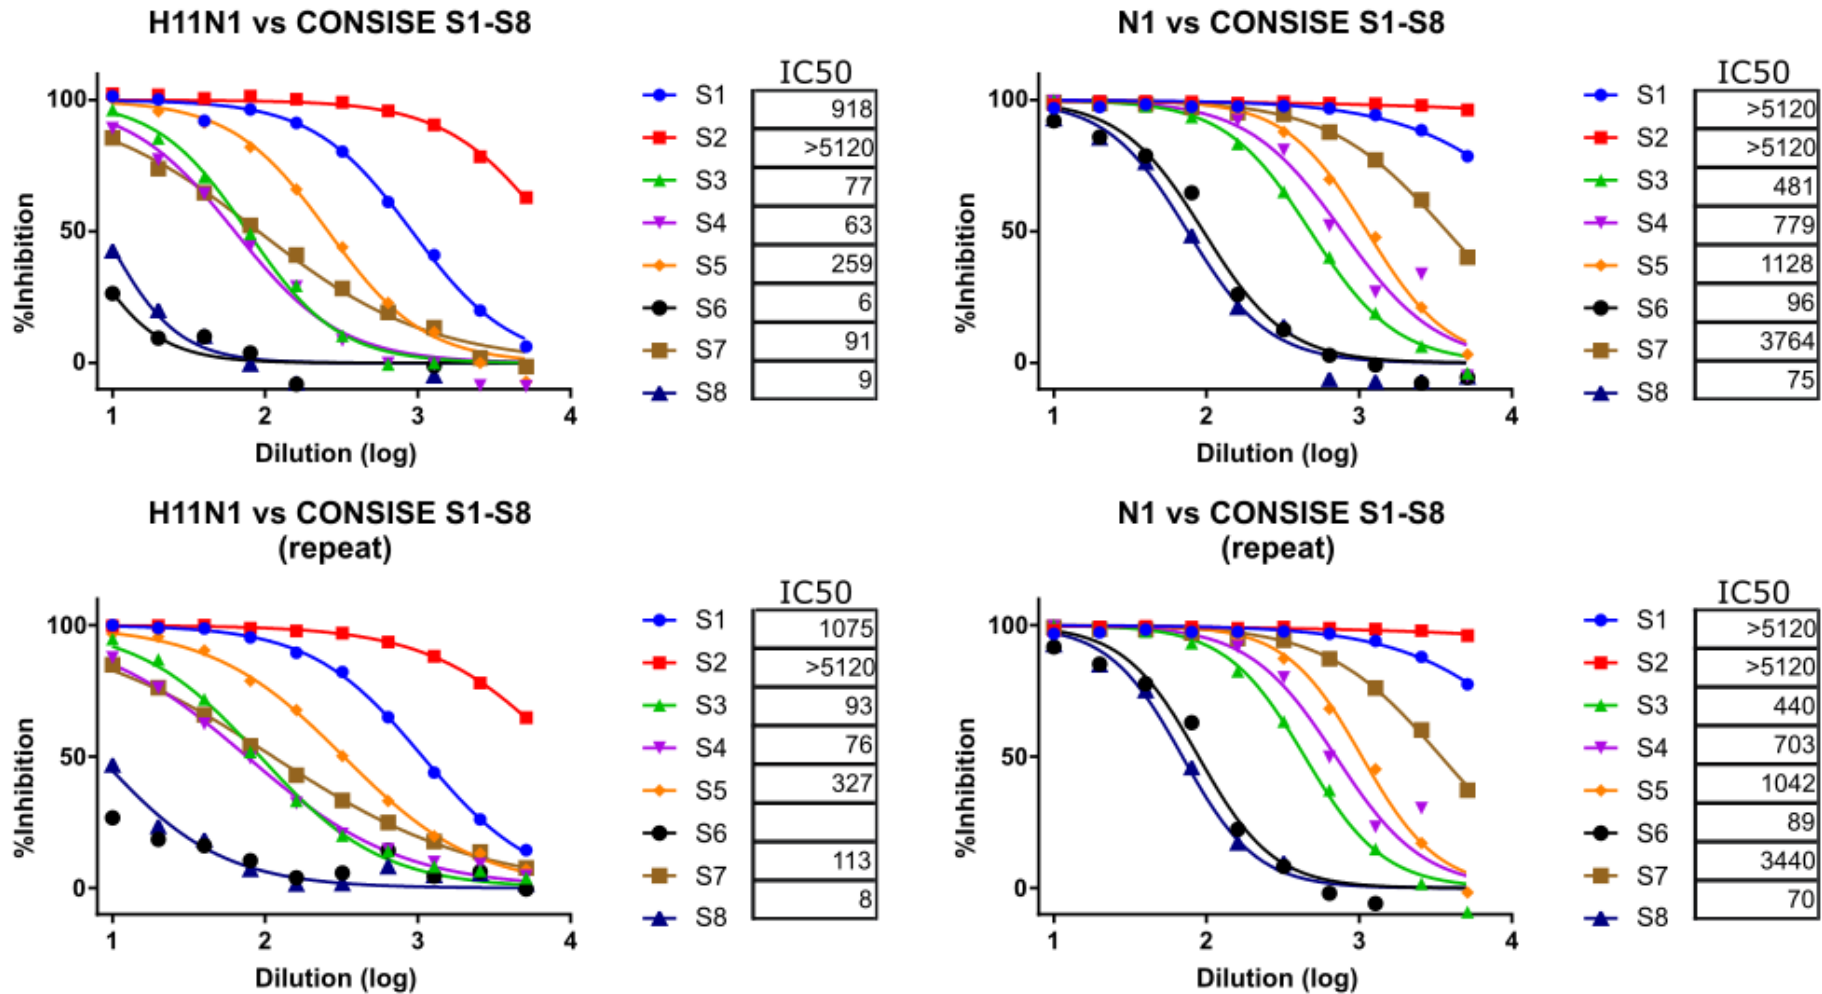 H11N1 vs CONSISE S1-S8
%Inhibition
100
50
0
1 2 3 4
Dilution (log)
IC50
S1 918
S2 >5120
S3 77
S4 63
S5 259
S6 6
S7 91
S8 9
N1 vs CONSISE S1-S8
%Inhibition
100
50
0
1 2 3 4
Dilution (log)
IC50
S1 >5120
S2 >5120
S3 481
S4 779
S5 1128
S6 96
S7 3764
S8 75
H11N1 vs CONSISE S1-S8
(repeat)
%Inhibition
100
50
0
1 2 3 4
Dilution (log)
IC50
S1 1075
S2 >5120
S3 93
S4 76
S5 327
S6
S7 113
S8 8
N1 vs CONSISE S1-S8
(repeat)
%Inhibition
100
50
0
1 2 3 4
Dilution (log)
IC50
S1 >5120
S2 >5120
S3 440
S4 703
S5 1042
S6 89
S7 3440
S8 70